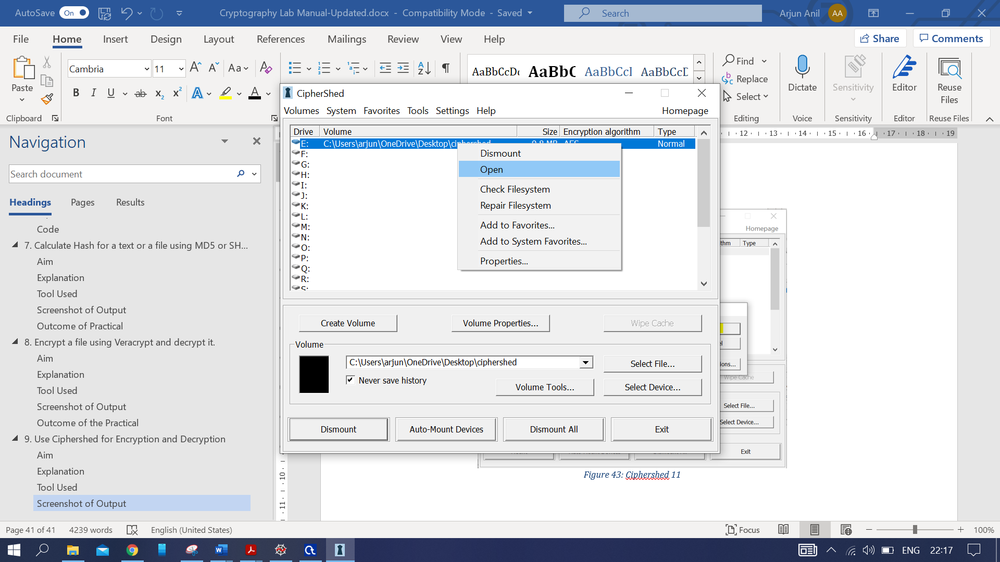 AutoSave On
Cryptography Lab Manual-Updated.docx - Compatibility Mode - Saved
Search
Arjun Anil AA
File Home Insert Design Layout References Mailings Review View Help
Share Comments
Paste
Clipboard
Cambria 11
Aa
B I U ab x₂ x² A A
Font
AaBbCcDc AaBbC AaBbCcI AaBbCcD
Find
Replace
Select
Editing
Dictate
Voice
Sensitivity
Sensitivity
Editor
Editor
Reuse Files
Reuse Files
Navigation
Search document
Headings Pages Results
Code
7. Calculate Hash for a text or a file using MD5 or SH...
Aim
Explanation
Tool Used
Screenshot of Output
Outcome of Practical
8. Encrypt a file using Veracrypt and decrypt it.
Aim
Explanation
Tool Used
Screenshot of Output
Outcome of the Practical
9. Use Ciphershed for Encryption and Decryption
Aim
Explanation
Tool Used
Screenshot of Output
CipherShed
Volumes System Favorites Tools Settings Help Homepage
Drive Volume Size Encryption algorithm Type
E: C:\Users\arjun\OneDrive\Desktop\ciphershed 9.8 MB AES Normal
F:
G:
H:
I:
J:
K:
L:
M:
N:
O:
P:
Q:
R:
S:
Dismount
Open
Check Filesystem
Repair Filesystem
Add to Favorites...
Add to System Favorites...
Properties...
Create Volume Volume Properties... Wipe Cache
Volume
C:\Users\arjun\OneDrive\Desktop\ciphershed
Select File...
Never save history
Volume Tools... Select Device...
Dismount Auto-Mount Devices Dismount All Exit
12 13 14 15 16 17 18 19
Homepage
thm Type
el
ions...
Wipe Cache
Select File...
Select Device...
Exit
10
11
Figure 43: Ciphershed 11
Page 41 of 41 4239 words English (United States)
Focus
100%
ENG 22:17